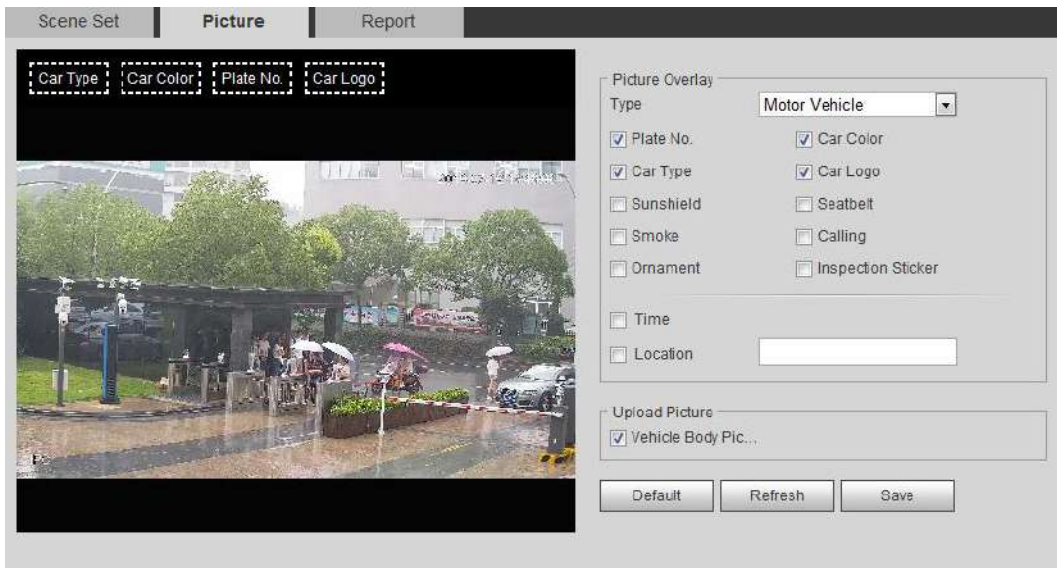 Scene Set Picture Report
Car Type Car Color Plate No. Car Logo
Picture Overlay
Type Motor Vehicle
Plate No. Car Color
Car Type Car Logo
Sunshield Seatbelt
Smoke Calling
Ornament Inspection Sticker
Time
Location
Upload Picture
Vehicle Body Pic...
Default Refresh Save